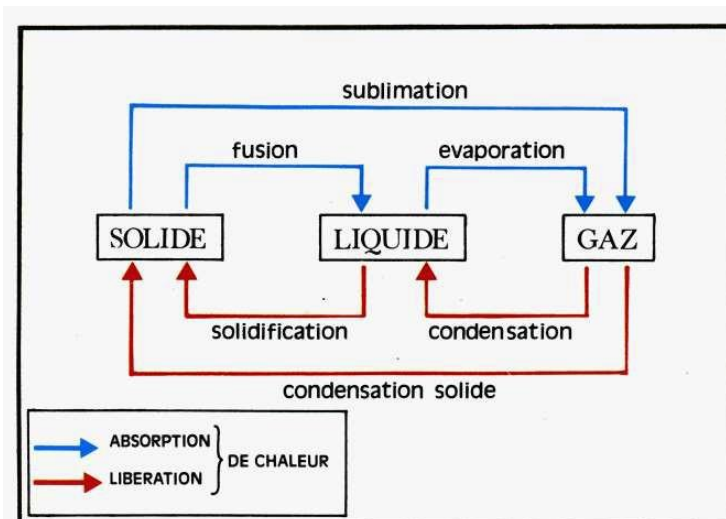 sublimation
fusion
evaporation
SOLIDE
LIQUIDE
GAZ
solidification
condensation
condensation solide
ABSORPTION
DE CHALEUR
LIBERATION